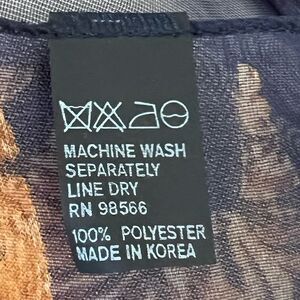 MACHINE WASH
SEPARATELY
LINE DRY
RN 98566
100% POLYESTER
MADE IN KOREA